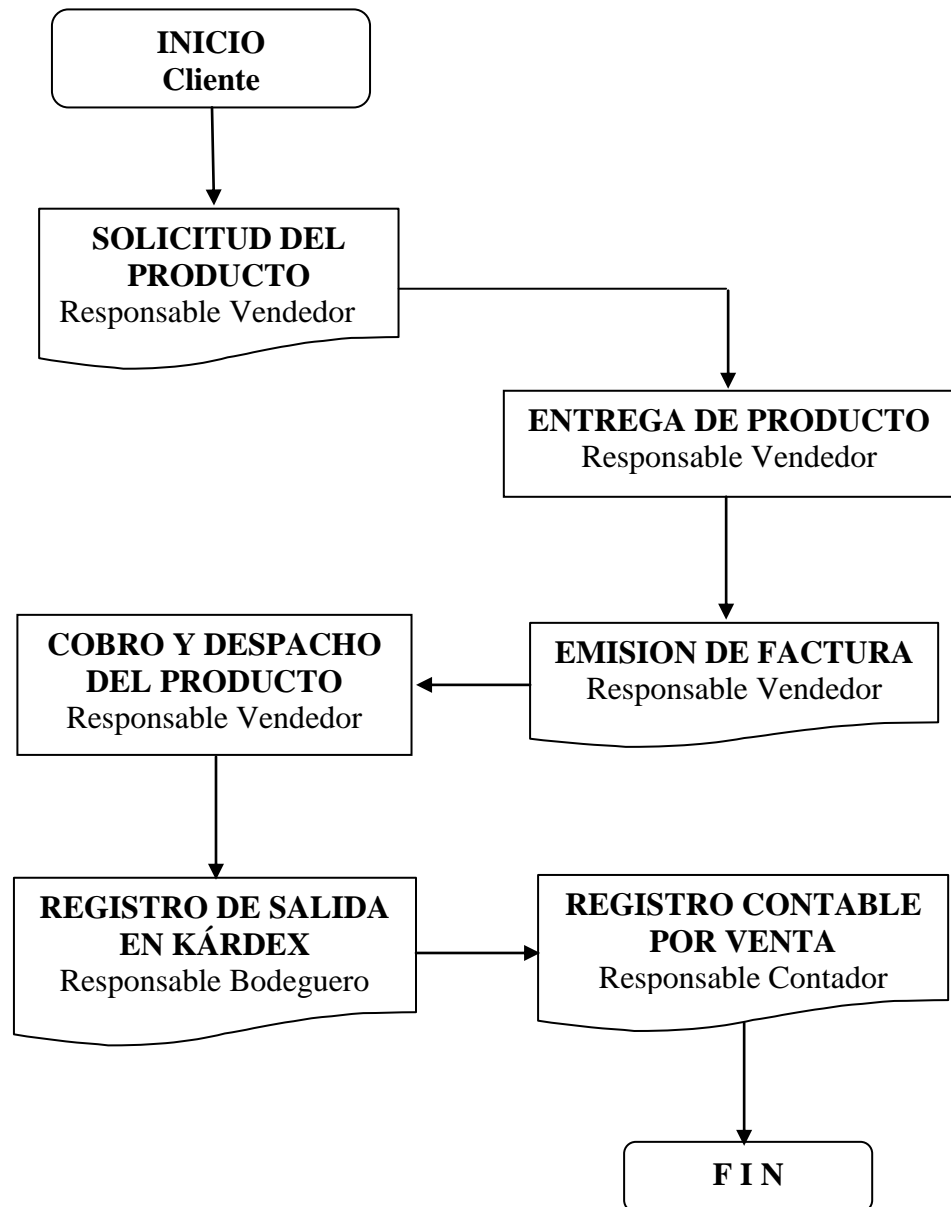 INICIO
Cliente
SOLICITUD DEL
PRODUCTO
Responsable Vendedor
ENTREGA DE PRODUCTO
Responsable Vendedor
EMISION DE FACTURA
Responsable Vendedor
COBRO Y DESPACHO
DEL PRODUCTO
Responsable Vendedor
REGISTRO DE SALIDA
EN KÁRDEX
Responsable Bodeguero
REGISTRO CONTABLE
POR VENTA
Responsable Contador
F I N